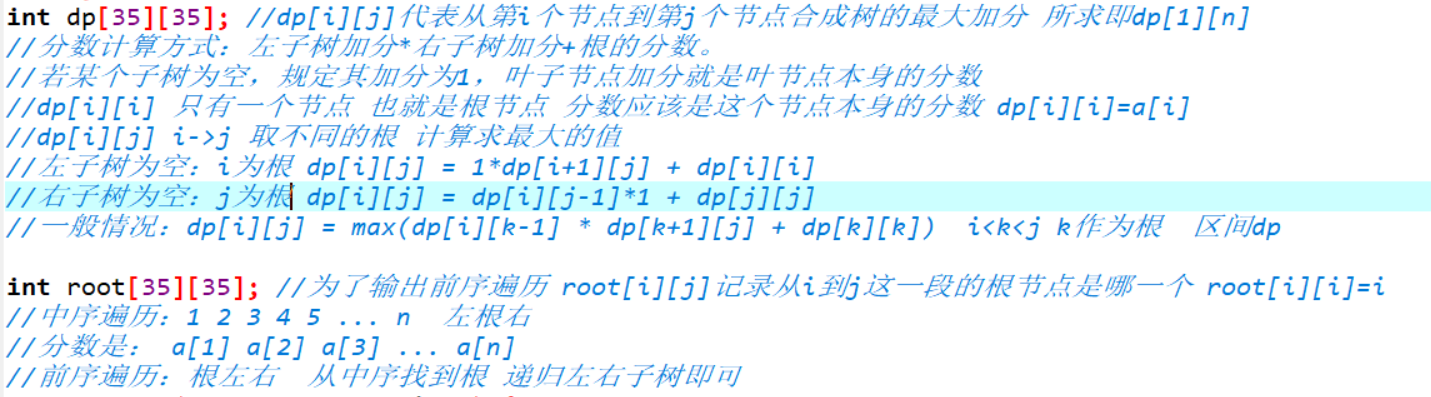 int dp[35][35]; //dp[i][j]代表从第i个节点到第j个节点合成树的最大加分 所求即dp[1][n]
//分数计算方式：左子树加分*右子树加分+根的分数。
//若某个子树为空，规定其加分为1，叶子节点加分就是叶节点本身的分数
//dp[i][i] 只有一个节点 也就是根节点 分数应该是这个节点本身的分数 dp[i][i]=a[i]
//dp[i][j] i->j 取不同的根 计算求最大的值
//左子树为空：i为根 dp[i][j] = 1*dp[i+1][j] + dp[i][i]
//右子树为空：j为根 dp[i][j] = dp[i][j-1]*1 + dp[j][j]
//一般情况：dp[i][j] = max(dp[i][k-1] * dp[k+1][j] + dp[k][k]) i<k<j k作为根 区间dp
int root[35][35]; //为了输出前序遍历 root[i][j]记录从i到j这一段的根节点是哪一个 root[i][i]=i
//中序遍历：1 2 3 4 5 ... n 左根右
//分数是： a[1] a[2] a[3] ... a[n]
//前序遍历：根左右 从中序找到根 递归左右子树即可